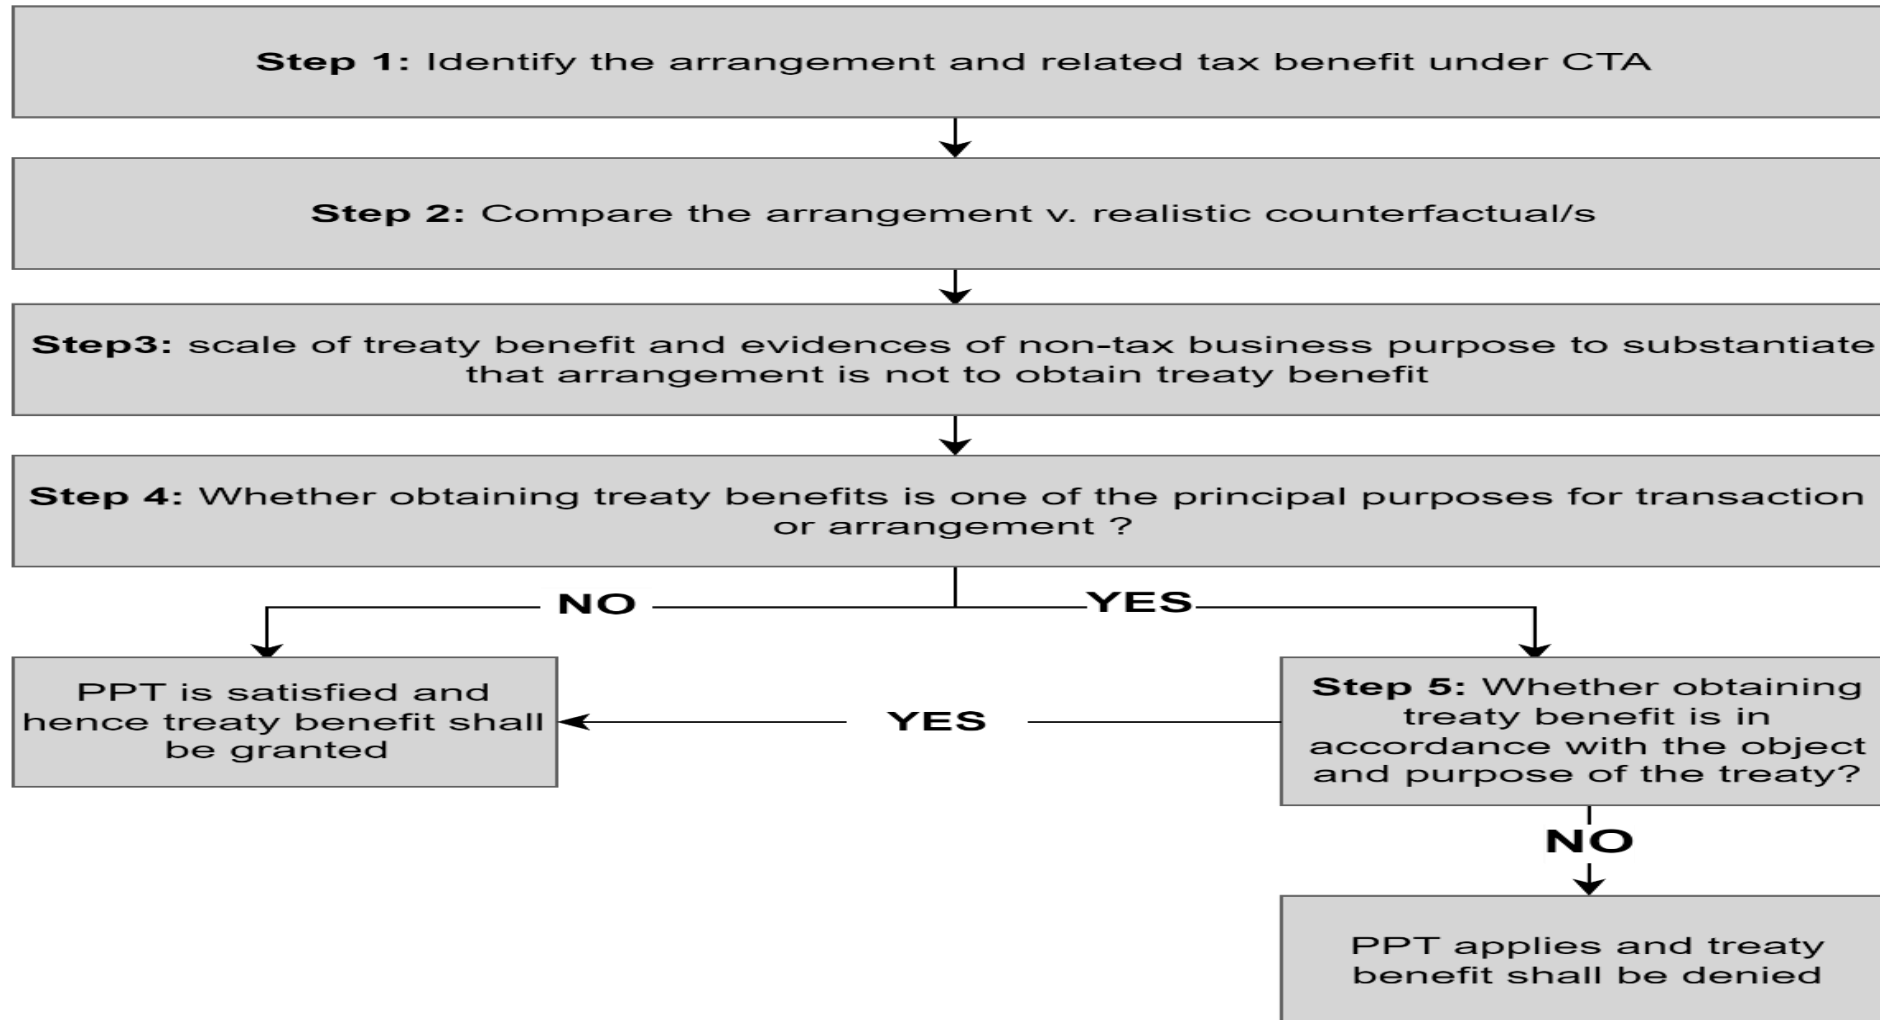 Step 1: Identify the arrangement and related tax benefit under CTA
Step 2: Compare the arrangement v. realistic counterfactual/s
Step3: scale of treaty benefit and evidences of non-tax business purpose to substantiate
that arrangement is not to obtain treaty benefit
Step 4: Whether obtaining treaty benefits is one of the principal purposes for transaction
or arrangement ?
NO
YES
PPT is satisfied and
hence treaty benefit shall
be granted
YES
Step 5: Whether obtaining
treaty benefit is in
accordance with the object
and purpose of the treaty?
NO
PPT applies and treaty
benefit shall be denied